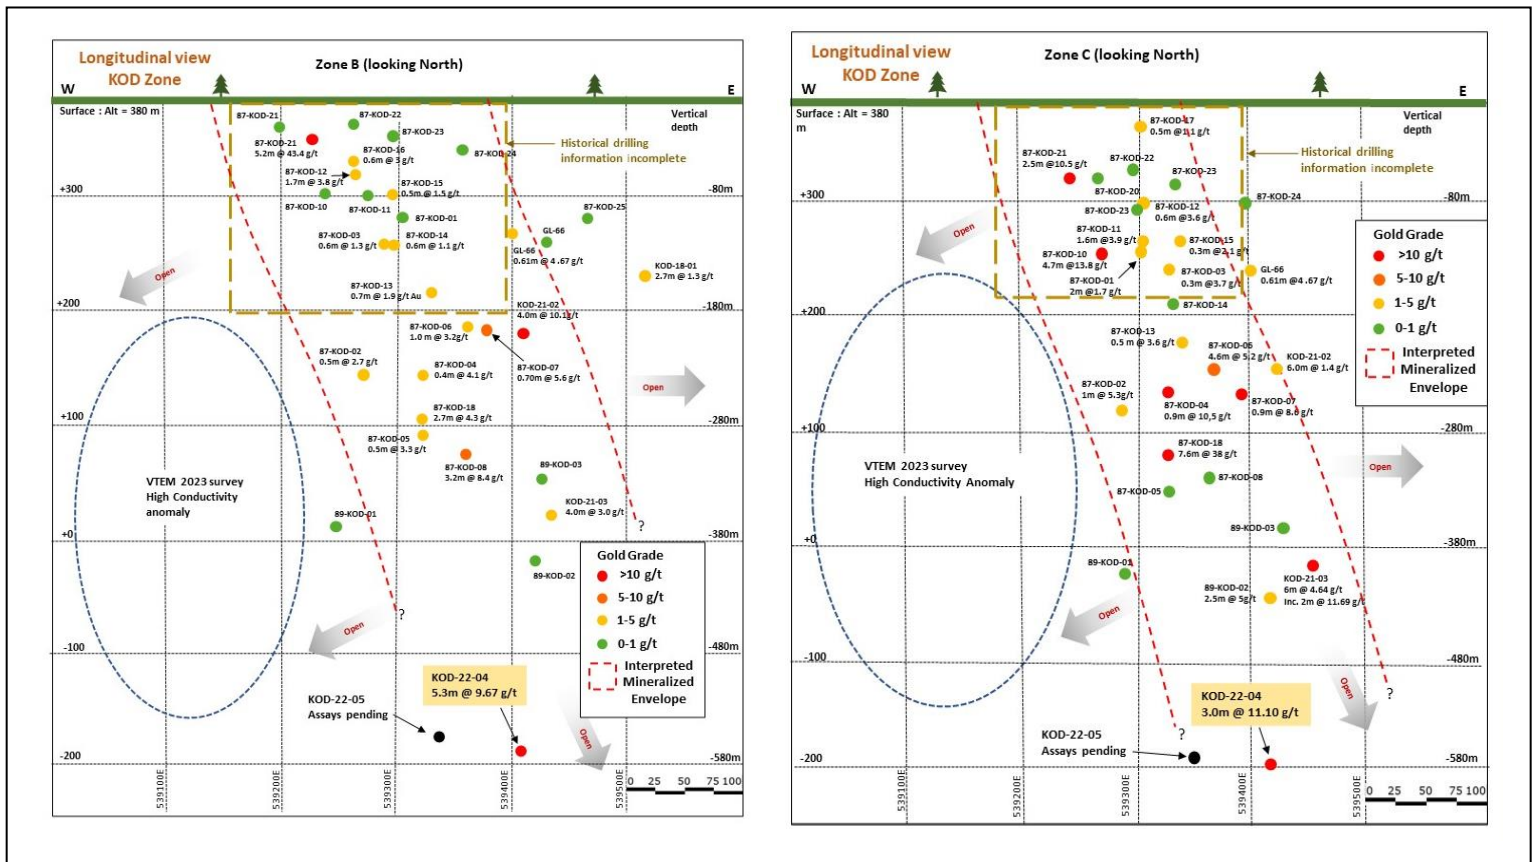 Longitudinal view
KOD Zone
Zone B (looking North)
W
E
Surface : Alt = 380 m
Vertical
depth
87-KOD-21
87-KOD-22
87-KOD-23
87-KOD-21
5.2m @ 43.4 g/t
87-KOD-16
0.6m @ 3 g/t
87-KOD-24
Historical drilling
information incomplete
87-KOD-12
1.7m @ 3.8 g/t
87-KOD-15
0.5m @ 1.5 g/t
+300
-80m
87-KOD-10
87-KOD-11
87-KOD-01
87-KOD-25
87-KOD-03
0.6m @ 1.3 g/t
87-KOD-14
0.6m @ 1.1 g/t
GL-66
GL-66
0.61m @ 4.67 g/t
Open
KOD-18-01
2.7m @ 1.3 g/t
87-KOD-13
0.7m @ 1.9 g/t Au
+200
-180m
KOD-21-02
4.0m @ 10.1g/t
87-KOD-06
1.0 m @ 3.2g/t
87-KOD-02
0.5m @ 2.7 g/t
87-KOD-04
0.4m @ 4.1 g/t
87-KOD-07
0.70m @ 5.6 g/t
Open
87-KOD-18
2.7m @ 4.3 g/t
+100
-280m
87-KOD-05
0.5m @ 3.3 g/t
87-KOD-08
3.2m @ 8.4 g/t
89-KOD-03
VTEM 2023 survey
High Conductivity
anomaly
KOD-21-03
4.0m @ 3.0 g/t
89-KOD-01
?
+0
-380m
89-KOD-02
Gold Grade
>10 g/t
5-10 g/t
1-5 g/t
0-1 g/t
Interpreted
Mineralized
Envelope
?
Open
-100
-480m
KOD-22-04
5.3m @ 9.67 g/t
KOD-22-05
Assays pending
Open
-200
-580m
539100E
539200E
539300E
539400E
539500E
0 25 50 75 100
Longitudinal view
KOD Zone
Zone C (looking North)
W
E
Surface : Alt = 380
m
Vertical
depth
87-KOD-17
0.5m @1.1 g/t
87-KOD-21
2.5m @10.5 g/t
87-KOD-22
87-KOD-23
Historical drilling
information incomplete
87-KOD-20
+300
-80m
87-KOD-24
87-KOD-23
87-KOD-12
0.6m @3.6 g/t
Open
87-KOD-11
1.6m @3.9 g/t
87-KOD-15
0.3m @2.1 g/t
87-KOD-10
4.7m @13.8 g/t
87-KOD-03
0.3m @3.7 g/t
GL-66
0.61m @4.67 g/t
87-KOD-01
2m @1.7 g/t
87-KOD-14
+200
Gold Grade
>10 g/t
5-10 g/t
1-5 g/t
0-1 g/t
Interpreted
Mineralized
Envelope
87-KOD-13
0.5 m @ 3.6 g/t
87-KOD-06
4.6m @ 5.2 g/t
KOD-21-02
6.0m @ 1.4 g/t
87-KOD-02
1m @ 5.3g/t
87-KOD-04
0.9m @ 10,5 g/t
87-KOD-07
0.9m @ 8.6 g/t
+100
-280m
87-KOD-18
7.6m @ 38 g/t
Open
VTEM 2023 survey
High Conductivity Anomaly
87-KOD-08
87-KOD-05
89-KOD-03
+0
-380m
89-KOD-01
KOD-21-03
6m @ 4.64 g/t
Inc. 2m @ 11.69 g/t
89-KOD-02
2.5m @ 5g/t
Open
-100
-480m
Open
?
KOD-22-04
3.0m @ 11.10 g/t
?
KOD-22-05
Assays pending
-200
-580m
539100E
539200E
539300E
539400E
539500E
0 25 50 75 100